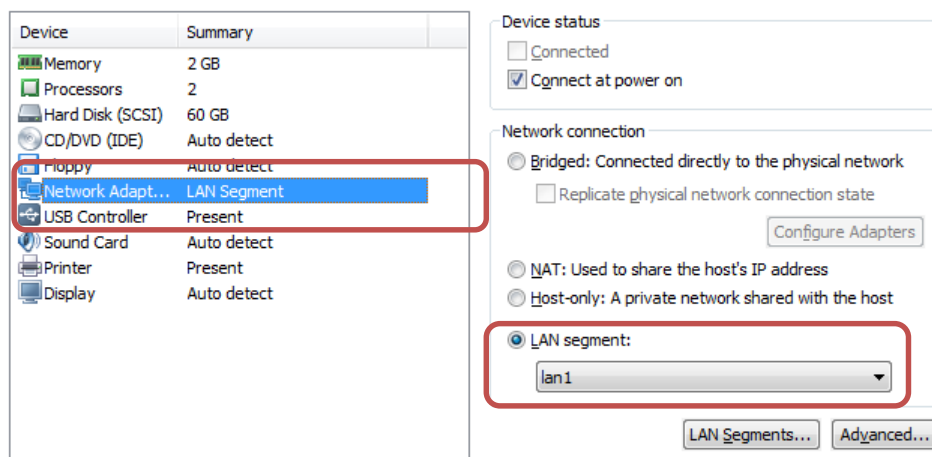 Device Summary
Memory 2 GB
Processors 2
Hard Disk (SCSI) 60 GB
CD/DVD (IDE) Auto detect
Floppy Auto detect
Network Adapt... LAN Segment
USB Controller Present
Sound Card Auto detect
Printer Present
Display Auto detect
Device status
Connected
Connect at power on
Network connection
Bridged: Connected directly to the physical network
Replicate physical network connection state
Configure Adapters
NAT: Used to share the host's IP address
Host-only: A private network shared with the host
LAN segment:
lan1
LAN Segments... Advanced...